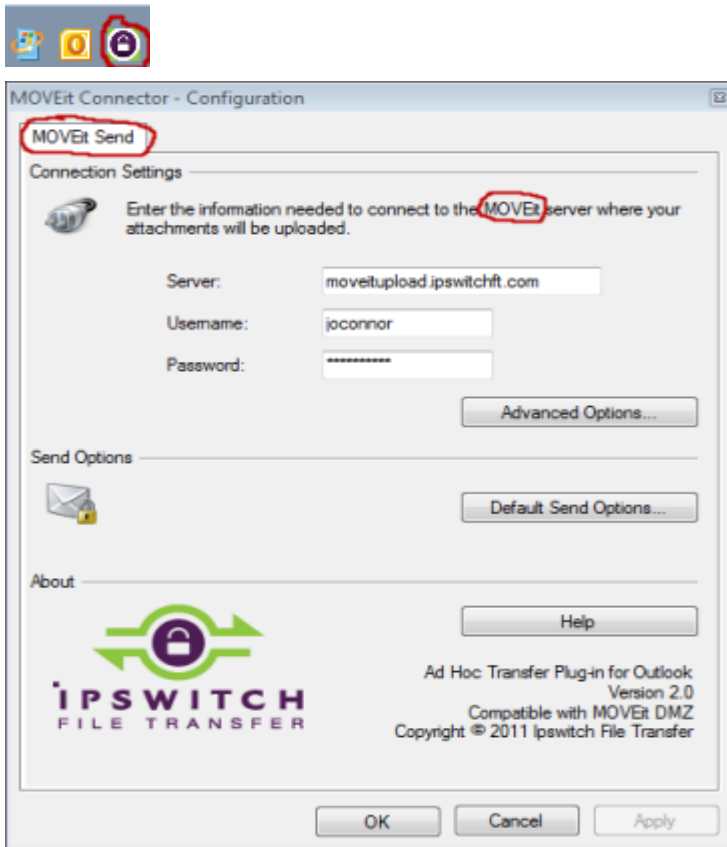 MOVEit Connector - Configuration
MOVEit Send
Connection Settings
Enter the information needed to connect to the MOVEit server where your
attachments will be uploaded.
Server: moveitupload.ipswitchft.com
Username: joconnor
Password: **********
Advanced Options...
Send Options
Default Send Options...
About
Help
IPSWITCH
FILE TRANSFER
Ad Hoc Transfer Plug-in for Outlook
Version 2.0
Compatible with MOVEit DMZ
Copyright © 2011 Ipswitch File Transfer
OK Cancel Apply